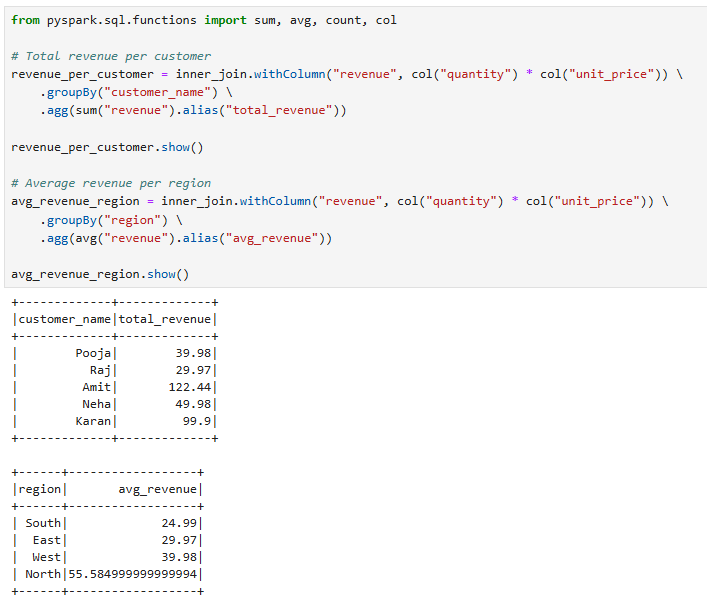 from pyspark.sql.functions import sum, avg, count, col

# Total revenue per customer
revenue_per_customer = inner_join.withColumn("revenue", col("quantity") * col("unit_price")) \
    .groupBy("customer_name") \
    .agg(sum("revenue").alias("total_revenue"))

revenue_per_customer.show()

# Average revenue per region
avg_revenue_region = inner_join.withColumn("revenue", col("quantity") * col("unit_price")) \
    .groupBy("region") \
    .agg(avg("revenue").alias("avg_revenue"))

avg_revenue_region.show()
+-------------+-------------+
|customer_name|total_revenue|
+-------------+-------------+
|        Pooja|        39.98|
|          Raj|        29.97|
|         Amit|       122.44|
|         Neha|        49.98|
|        Karan|         99.9|
+-------------+-------------+

+------+------------------+
|region|       avg_revenue|
+------+------------------+
| South|             24.99|
|  East|             29.97|
|  West|             39.98|
| North|55.584999999999994|
+------+------------------+